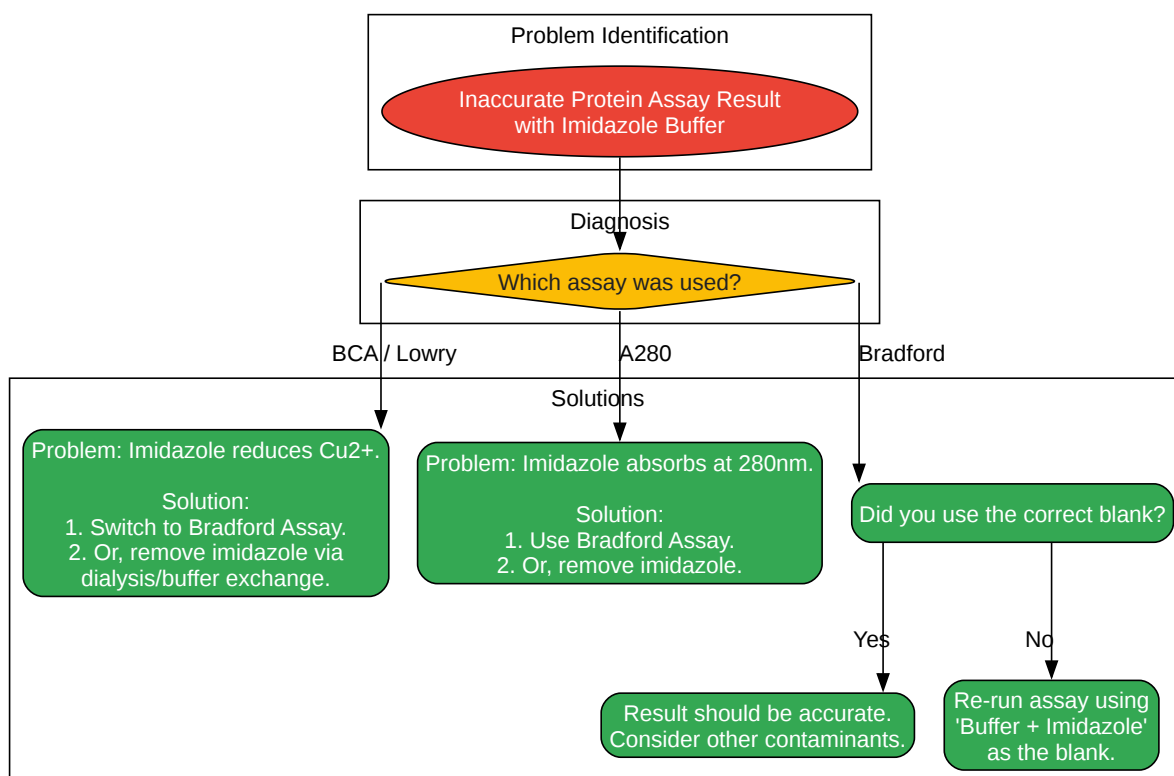 Problem Identification
Inaccurate Protein Assay Result
with Imidazole Buffer
Diagnosis
Which assay was used?
BCA / Lowry
A280
Bradford
Solutions
Problem: Imidazole reduces Cu2+.
Solution:
1. Switch to Bradford Assay.
2. Or, remove imidazole via
dialysis/buffer exchange.
Problem: Imidazole absorbs at 280nm.
Solution:
1. Use Bradford Assay.
2. Or, remove imidazole.
Did you use the correct blank?
Yes
No
Result should be accurate.
Consider other contaminants.
Re-run assay using
'Buffer + Imidazole'
as the blank.